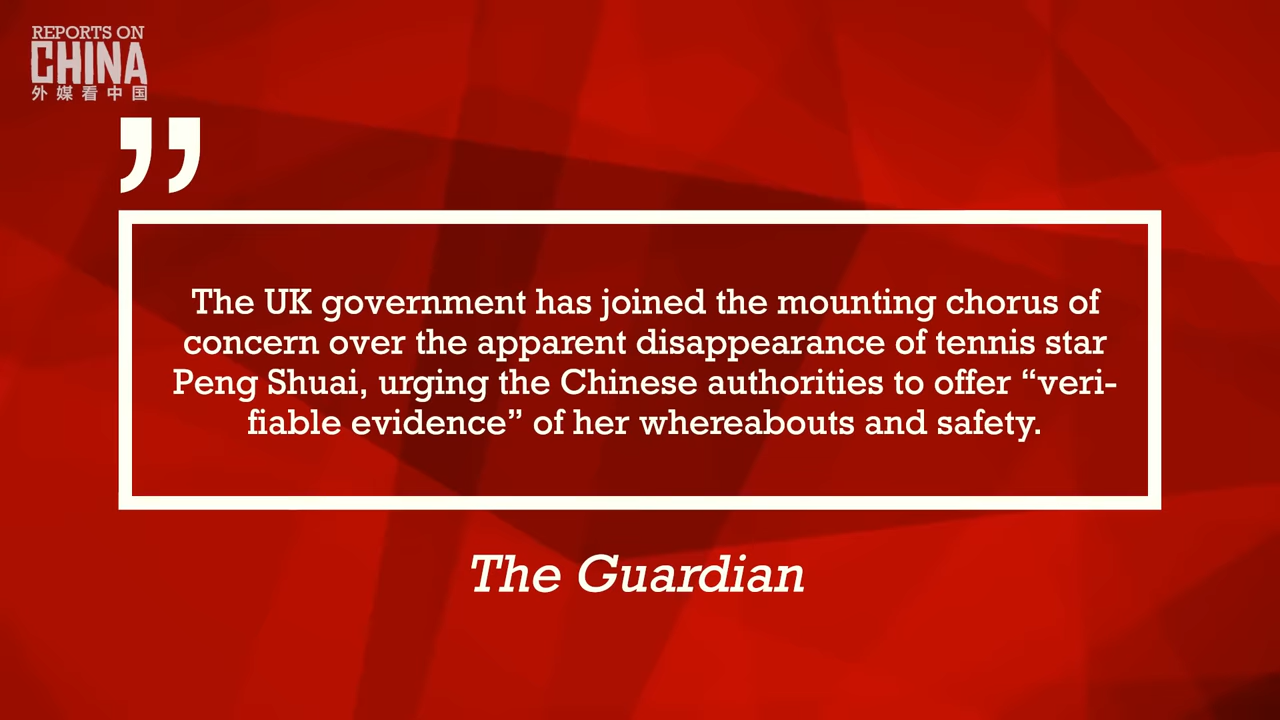 REPORTS ON
CHINA
外媒看中国
”
The UK government has joined the mounting chorus of
concern over the apparent disappearance of tennis star
Peng Shuai, urging the Chinese authorities to offer “veri-
fiable evidence” of her whereabouts and safety.
The Guardian